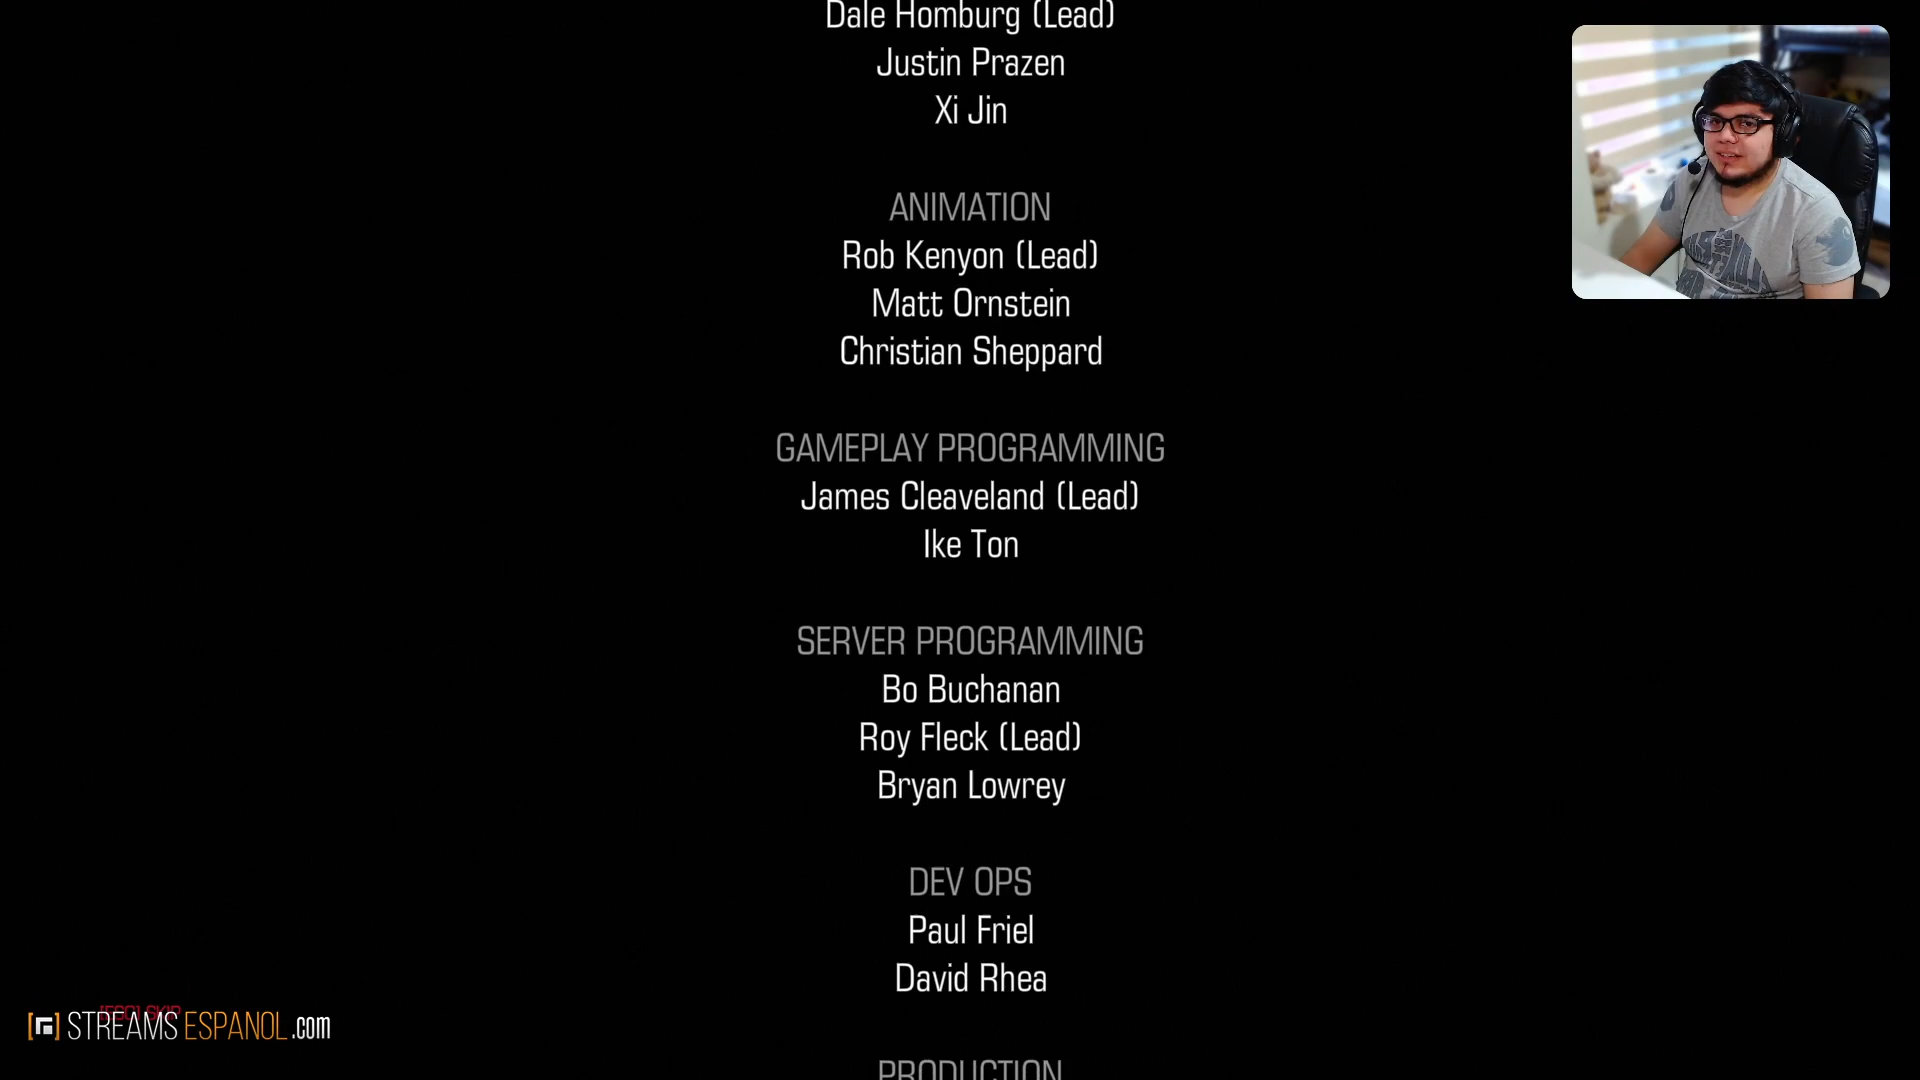 Dale Homburg (Lead)
Justin Prazen
Xi Jin
ANIMATION
Rob Kenyon (Lead)
Matt Ornstein
Christian Sheppard
GAMEPLAY PROGRAMMING
James Cleaveland (Lead)
Ike Ton
SERVER PROGRAMMING
Bo Buchanan
Roy Fleck (Lead)
Bryan Lowrey
DEV OPS
Paul Friel
David Rhea
[ESC] SKIP
STREAMS ESPANOL.com
PRODUCTION